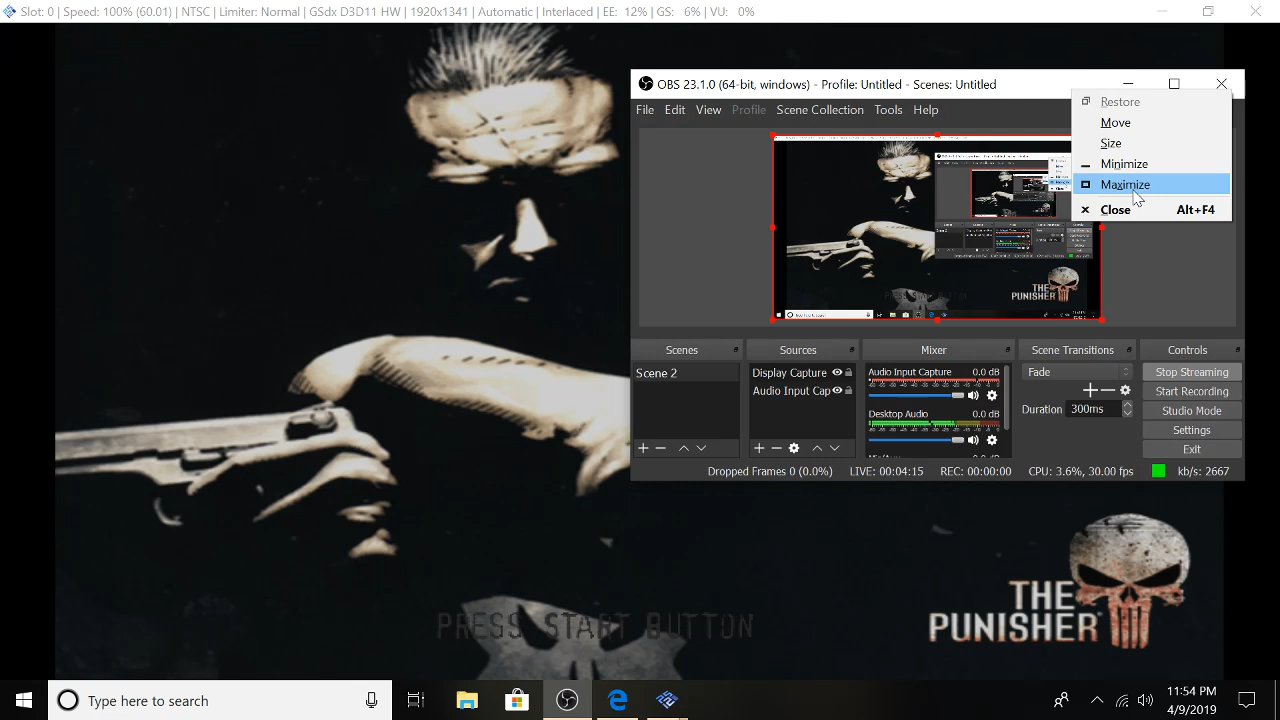 Slot: 0 | Speed: 100% (60.01) | NTSC | Limiter: Normal | GSdx D3D11 HW | 1920x1341 | Automatic | Interlaced | EE: 12% | GS: 6% | VU: 0%
OBS 23.1.0 (64-bit, windows) - Profile: Untitled - Scenes: Untitled
File Edit View Profile Scene Collection Tools Help
Restore
Move
Size
Minimize
Maximize
Close Alt+F4
THE
PUNISHER
Scenes Sources Mixer Scene Transitions Controls
Scene 2
Display Capture
Audio Input Cap
Audio Input Capture 0.0 dB
Desktop Audio 0.0 dB
Fade
Duration 300ms
Stop Streaming
Start Recording
Studio Mode
Settings
Exit
Dropped Frames 0 (0.0%) LIVE: 00:04:15 REC: 00:00:00 CPU: 3.6%, 30.00 fps kb/s: 2667
PRESS START BUTTON
THE
PUNISHER
Type here to search
11:54 PM
4/9/2019